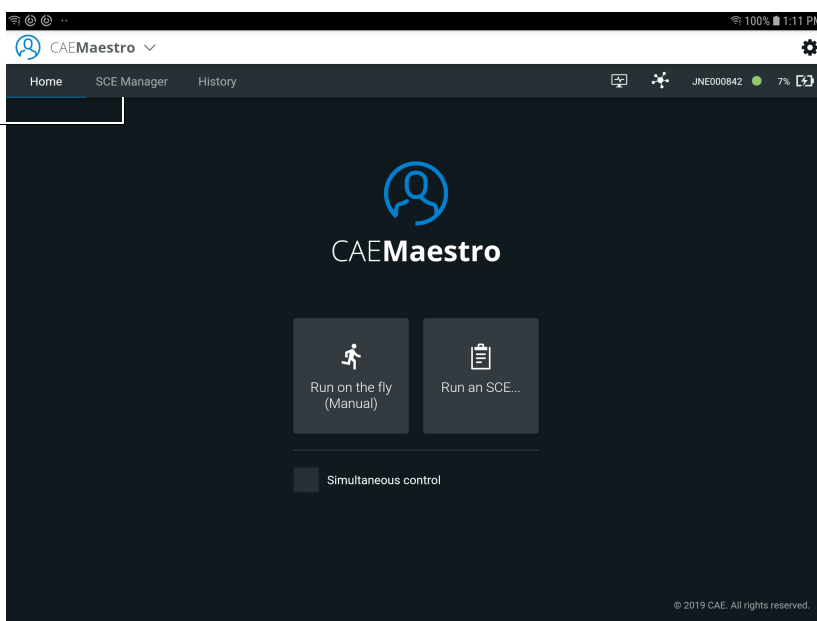 100% 1:11 PM
CAEMaestro
Home SCE Manager History JNE000842 7%
CAEMaestro
Run on the fly
(Manual)
Run an SCE...
Simultaneous control
© 2019 CAE. All rights reserved.